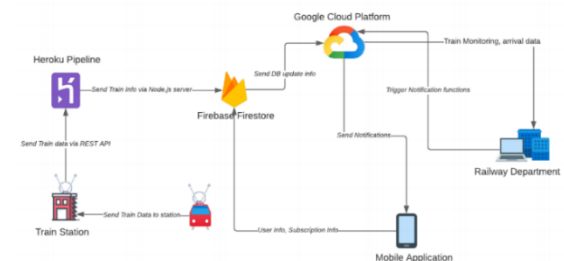 Google Cloud Platform
Train Monitoring, arrival data
Heroku Pipeline
Send DB update info
Send Train info via Node.js server
Trigger Notification functions
Firebase Firestore
Send Notifications
Send Train data via REST API
Railway Department
Send Train Data to station
Train Station
User Info, Subscription Info
Mobile Application